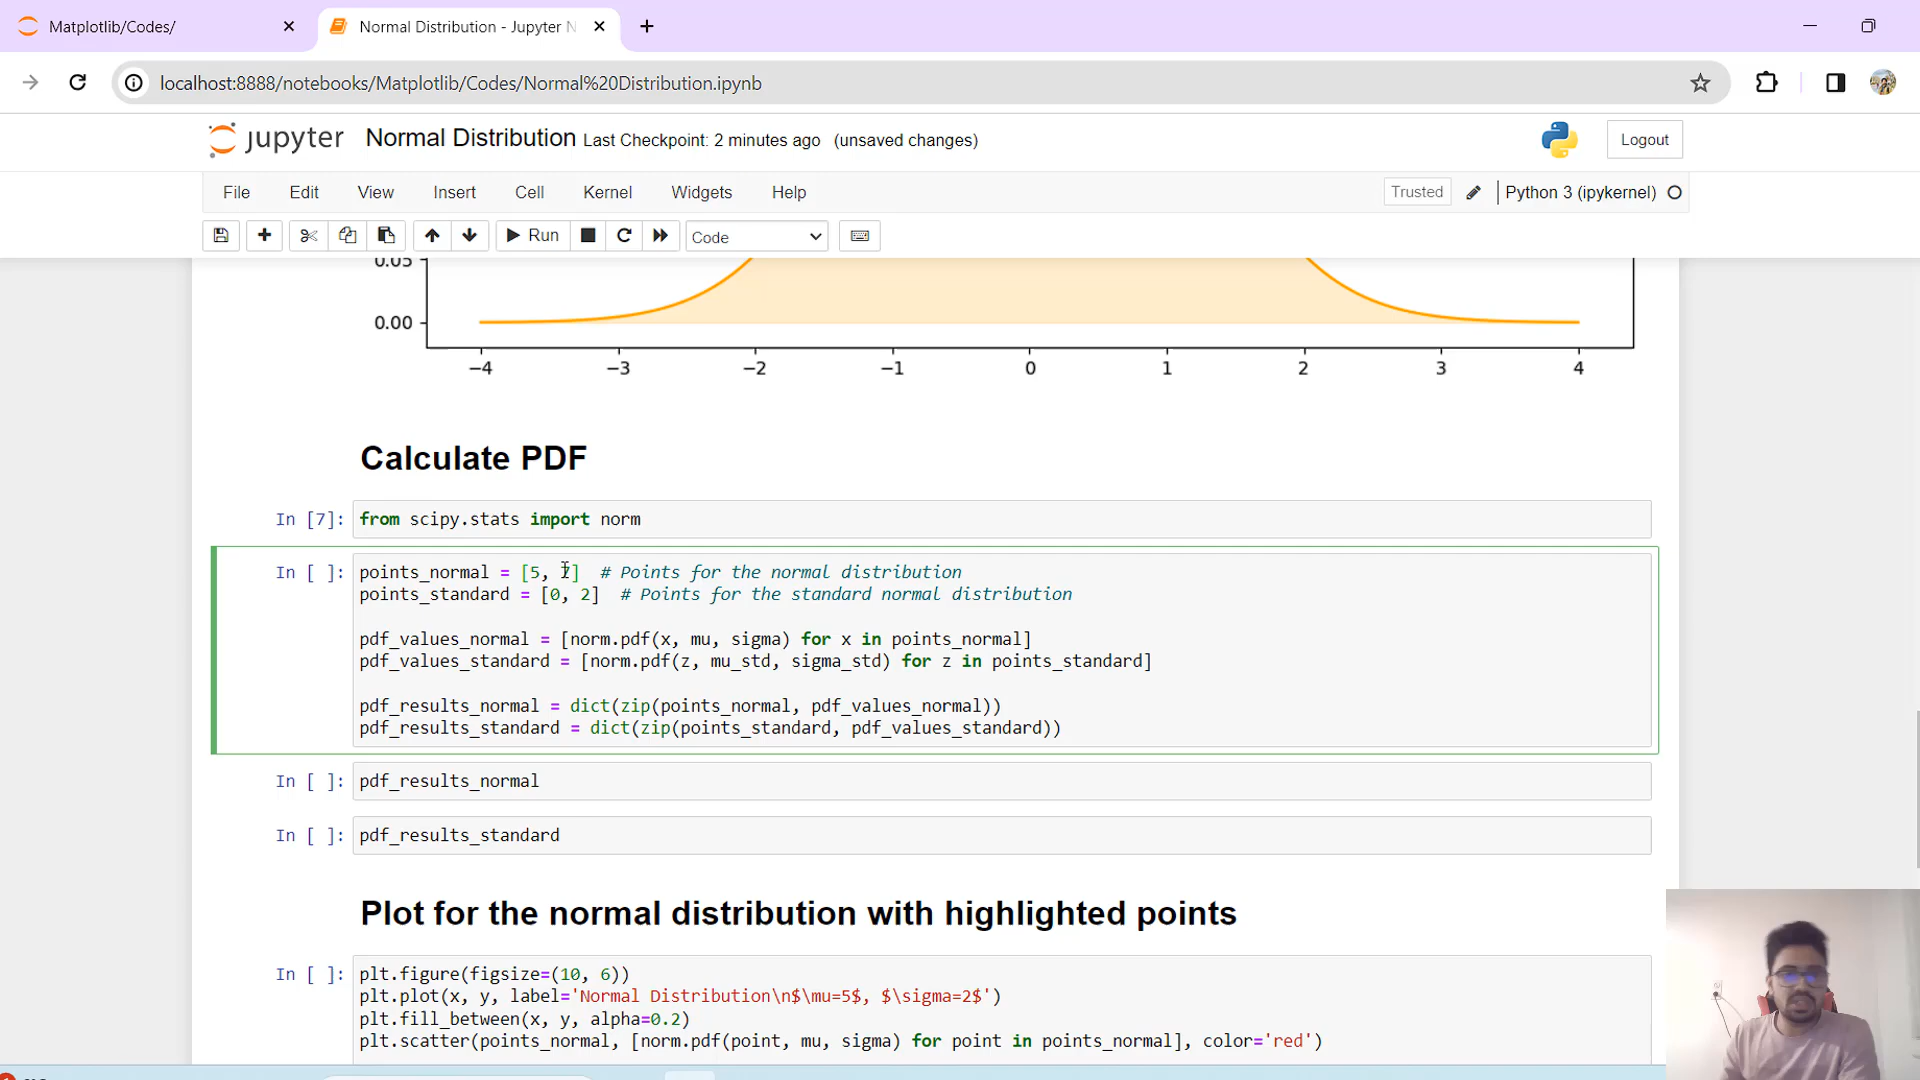 Matplotlib/Codes/
Normal Distribution - Jupyter N
localhost:8888/notebooks/Matplotlib/Codes/Normal%20Distribution.ipynb
jupyter Normal Distribution Last Checkpoint: 2 minutes ago (unsaved changes)
Logout
File Edit View Insert Cell Kernel Widgets Help
Trusted Python 3 (ipykernel)
Run Code
0.05
0.00
−4 −3 −2 −1 0 1 2 3 4
Calculate PDF
In [7]: from scipy.stats import norm
In [ ]: points_normal = [5, ] # Points for the normal distribution
points_standard = [0, 2] # Points for the standard normal distribution
pdf_values_normal = [norm.pdf(x, mu, sigma) for x in points_normal]
pdf_values_standard = [norm.pdf(z, mu_std, sigma_std) for z in points_standard]
pdf_results_normal = dict(zip(points_normal, pdf_values_normal))
pdf_results_standard = dict(zip(points_standard, pdf_values_standard))
In [ ]: pdf_results_normal
In [ ]: pdf_results_standard
Plot for the normal distribution with highlighted points
In [ ]: plt.figure(figsize=(10, 6))
plt.plot(x, y, label='Normal Distribution\n$\mu=5$, $\sigma=2$')
plt.fill_between(x, y, alpha=0.2)
plt.scatter(points_normal, [norm.pdf(point, mu, sigma) for point in points_normal], color='red')